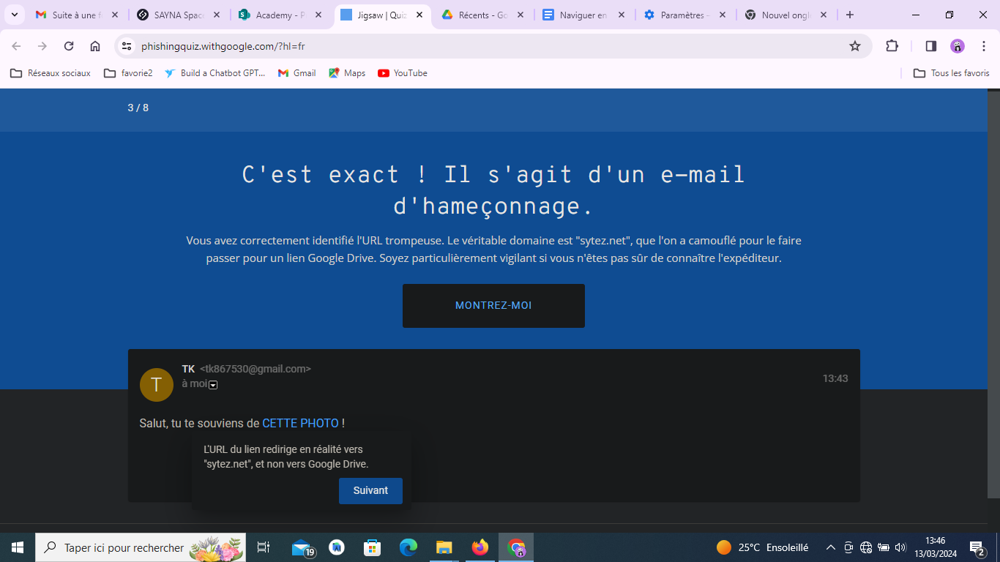 Suite à une fa
SAYNA Space
Academy - P
Jigsaw | Quiz
Récents - Go
Naviguer en
Paramètres -
Nouvel ongl
phishingquiz.withgoogle.com/?hl=fr
Réseaux sociaux
favorie2
Build a Chatbot GPT...
Gmail
Maps
YouTube
Tous les favoris
3 / 8
C'est exact ! Il s'agit d'un e-mail
d'hameçonnage.
Vous avez correctement identifié l'URL trompeuse. Le véritable domaine est "sytez.net", que l'on a camouflé pour le faire
passer pour un lien Google Drive. Soyez particulièrement vigilant si vous n'êtes pas sûr de connaître l'expéditeur.
MONTREZ-MOI
T
TK <tk867530@gmail.com>
à moi
13:43
Salut, tu te souviens de CETTE PHOTO !
L'URL du lien redirige en réalité vers
"sytez.net", et non vers Google Drive.
Suivant
Taper ici pour rechercher
19
25°C Ensoleillé
13:46
13/03/2024
2